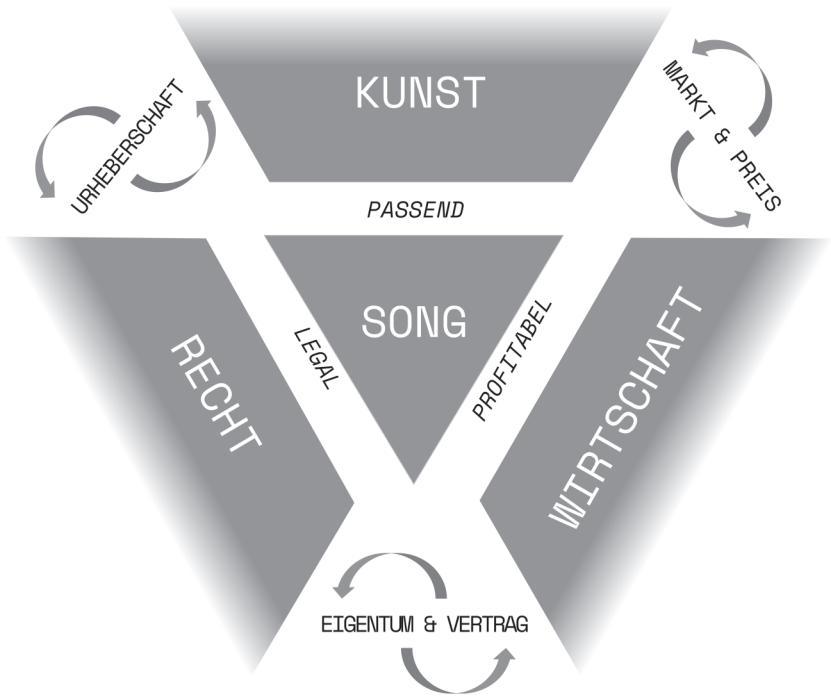 KUNST
URHEBERSCHAFT
MARKT & PREIS
PASSEND
SONG
LEGAL
PROFITABEL
RECHT
WIRTSCHAFT
EIGENTUM & VERTRAG